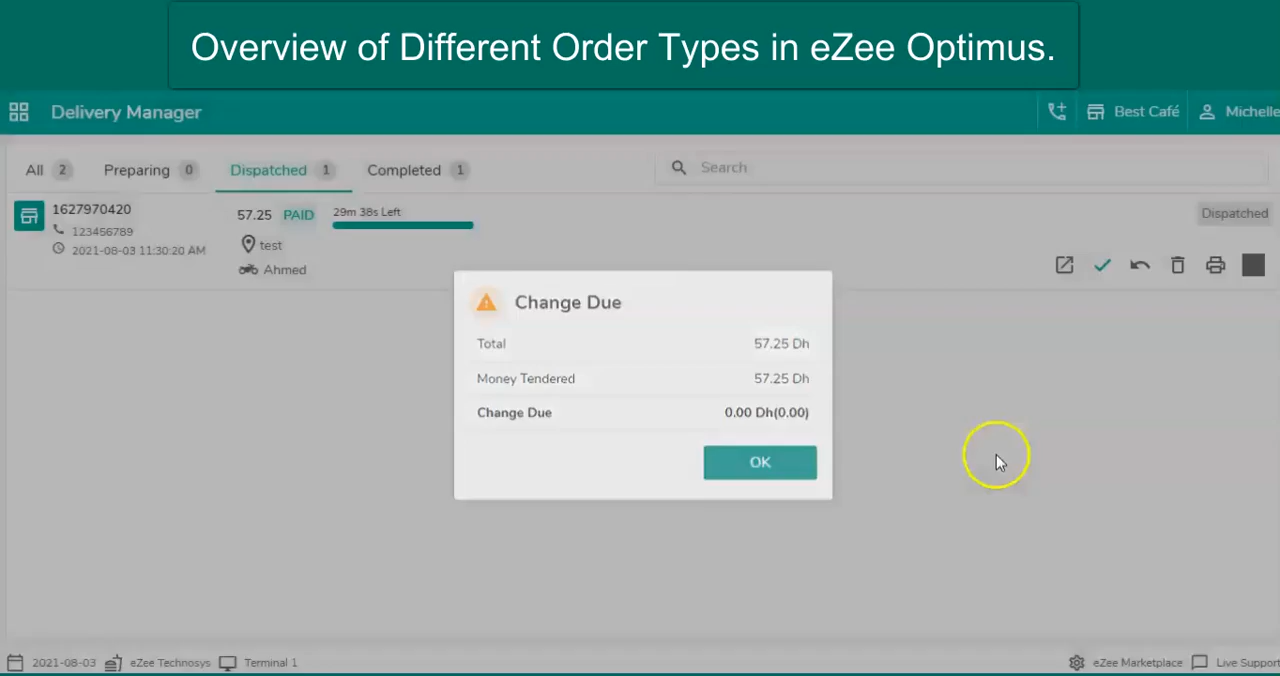 Overview of Different Order Types in eZee Optimus.
Delivery Manager
Best Café
Michelle
All 2
Preparing 0
Dispatched 1
Completed 1
Search
1627970420
123456789
2021-08-03 11:30:20 AM
57.25 PAID
29m 38s Left
test
Ahmed
Dispatched
Change Due
Total 57.25 Dh
Money Tendered 57.25 Dh
Change Due 0.00 Dh(0.00)
OK
2021-08-03
eZee Technosys
Terminal 1
eZee Marketplace
Live Support